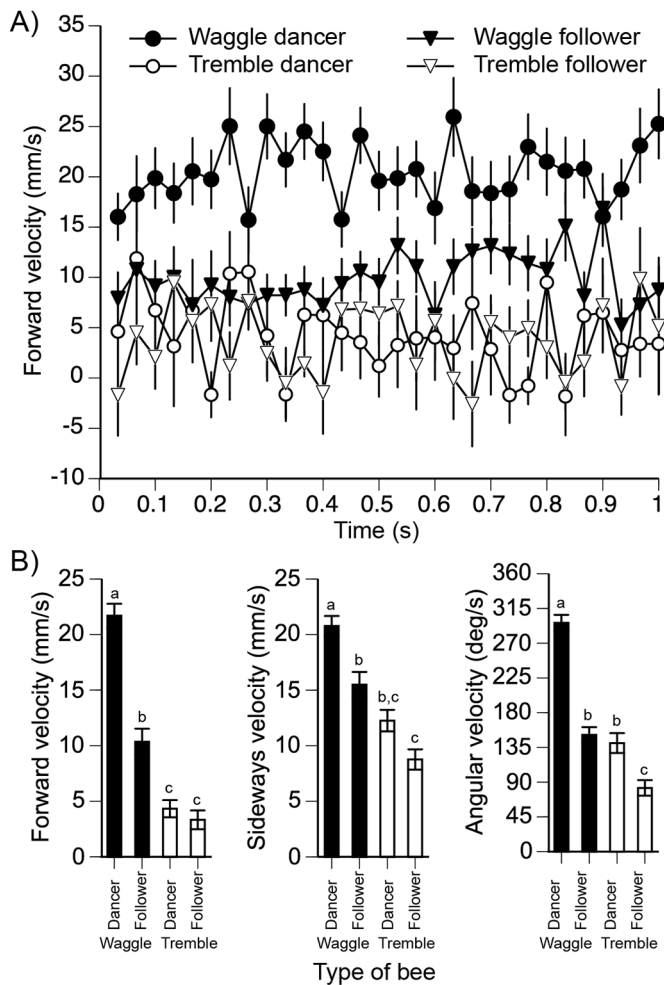 A)
Waggle dancer
Waggle follower
Tremble dancer
Tremble follower
Forward velocity (mm/s)
35
30
25
20
15
10
5
0
-5
-10
0 0.1 0.2 0.3 0.4 0.5 0.6 0.7 0.8 0.9 1
Time (s)
B)
Forward velocity (mm/s)
25
20
15
10
5
0
a
b
c
c
Dancer
Follower
Dancer
Follower
Waggle Tremble
Sideways velocity (mm/s)
25
20
15
10
5
0
a
b
b,c
c
Dancer
Follower
Dancer
Follower
Waggle Tremble
Angular velocity (deg/s)
360
315
270
225
180
135
90
45
0
a
b
b
c
Dancer
Follower
Dancer
Follower
Waggle Tremble
Type of bee